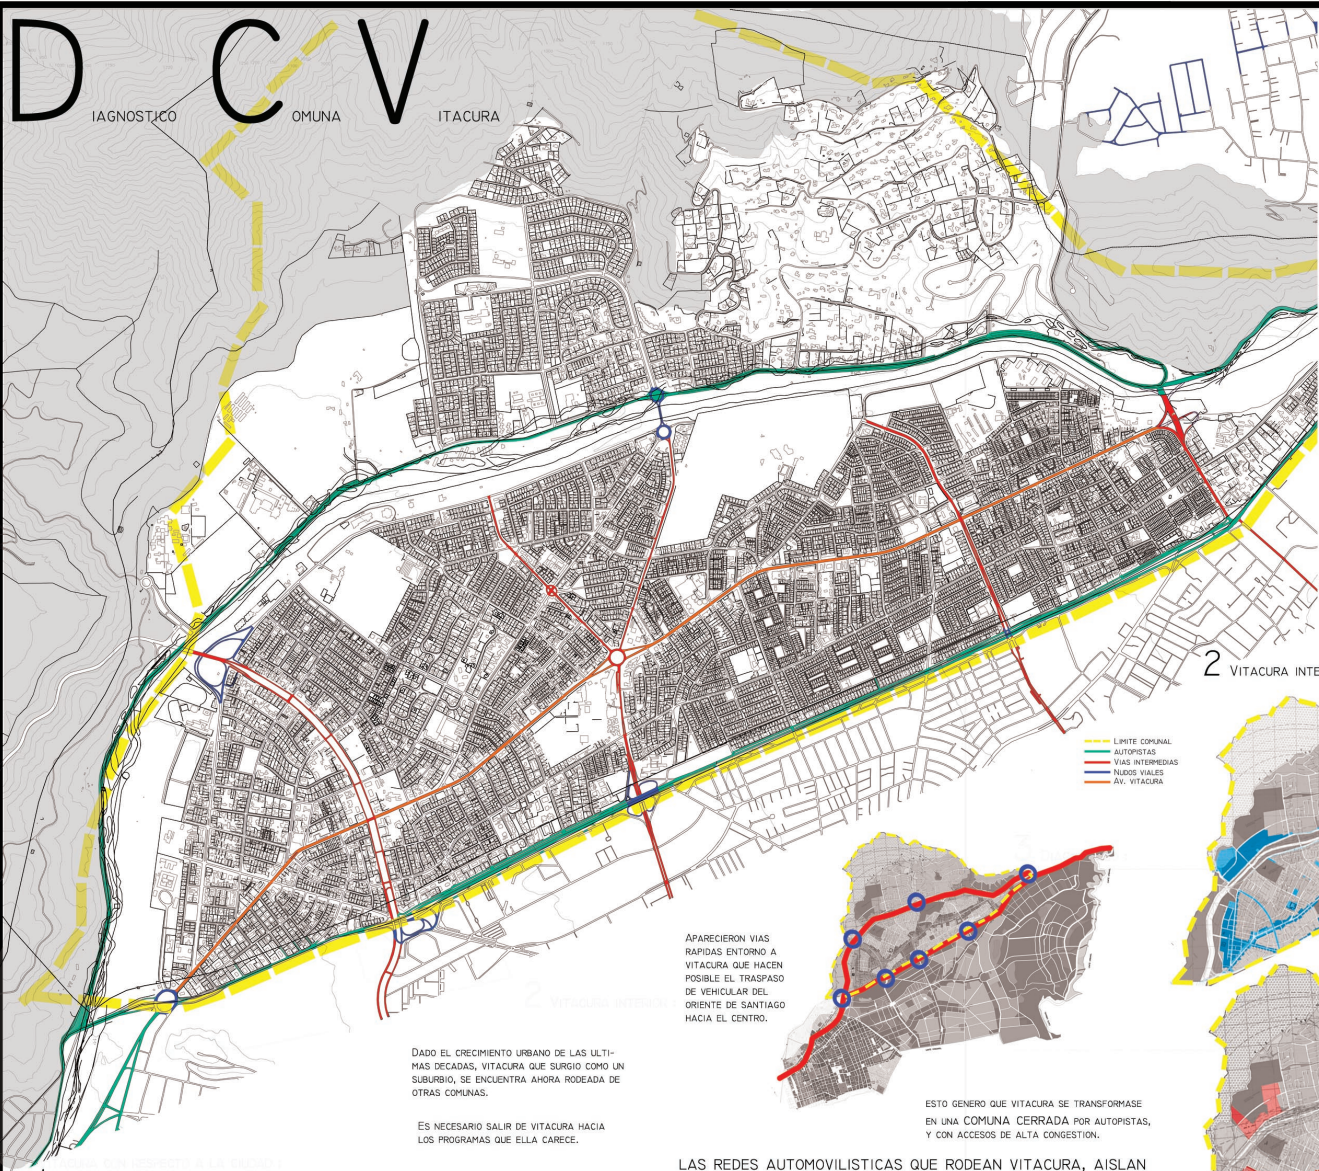 DIAGNOSTICO COMUNA VITACURA
2 VITACURA INTE
LIMITE COMUNAL
AUTOPISTAS
VIAS INTERMEDIAS
NUDOS VIALES
AV. VITACURA
APARECIERON VIAS
RAPIDAS ENTORNO A
VITACURA QUE HACEN
POSIBLE EL TRASPASO
DE VEHICULAR DEL
ORIENTE DE SANTIAGO
HACIA EL CENTRO.
DADO EL CRECIMIENTO URBANO DE LAS ULTI-
MAS DECADAS, VITACURA QUE SURGIO COMO UN
SUBURBIO, SE ENCUENTRA AHORA RODEADA DE
OTRAS COMUNAS.
ES NECESARIO SALIR DE VITACURA HACIA
LOS PROGRAMAS QUE ELLA CARECE.
ESTO GENERO QUE VITACURA SE TRANSFORMASE
EN UNA COMUNA CERRADA POR AUTOPISTAS,
Y CON ACCESOS DE ALTA CONGESTION.
LAS REDES AUTOMOVILISTICAS QUE RODEAN VITACURA, AISLAN